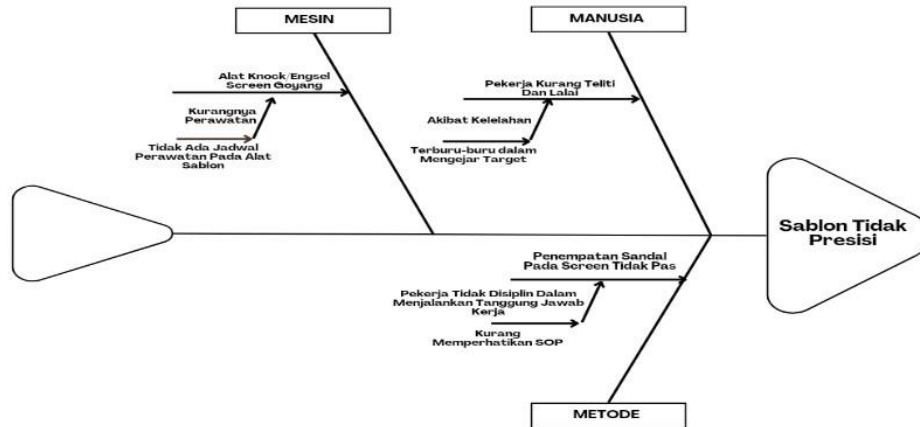 MESIN
MANUSIA
Alat Knock/Engsel
Screen Goyang
Kurangnya
Perawatan
Tidak Ada Jadwal
Perawatan Pada Alat
Sablon
Pekerja Kurang Teliti
Dan Lalai
Akibat Kelelahan
Terburu-buru dalam
Mengejar Target
Sablon Tidak
Presisi
Penempatan Sandal
Pada Screen Tidak Pas
Pekerja Tidak Disiplin Dalam
Menjalankan Tanggung Jawab
Kerja
Kurang
Memperhatikan SOP
METODE